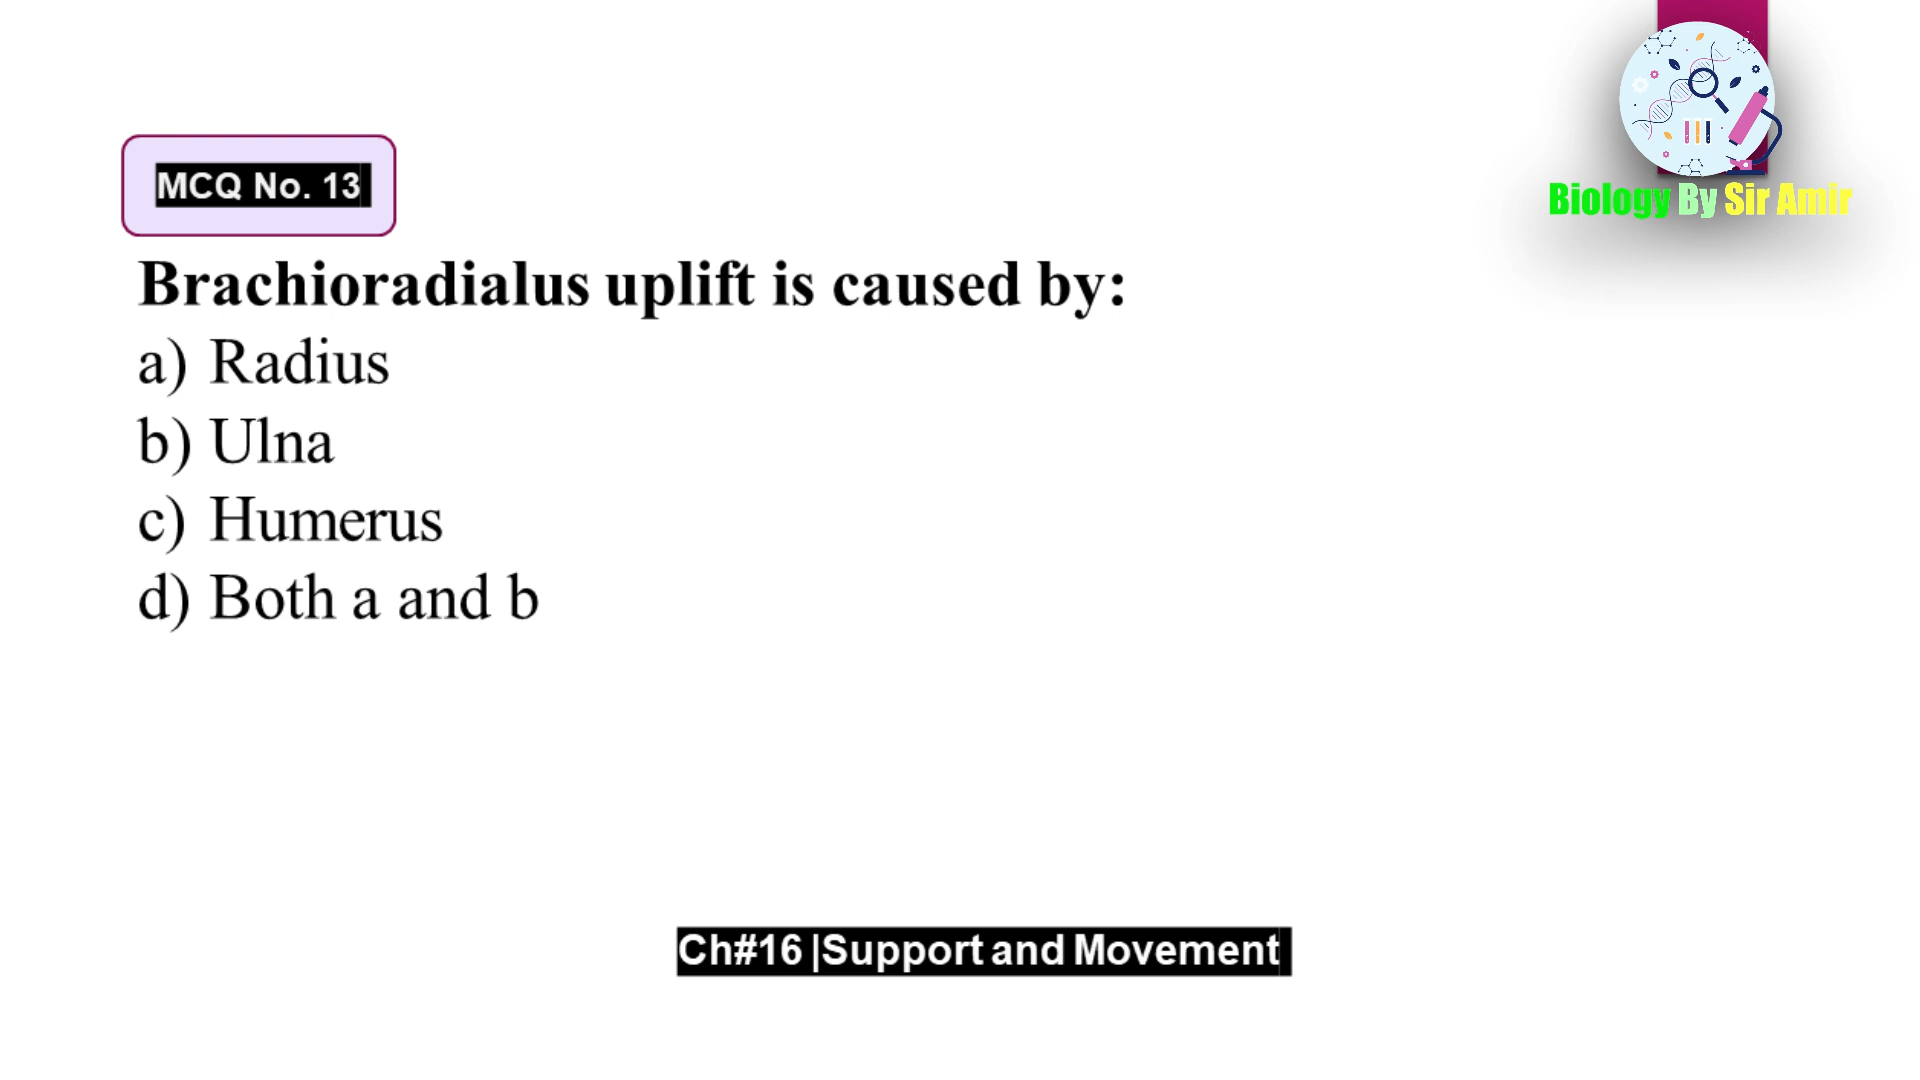 Biology By Sir Amir
MCQ No. 13
Brachioradialus uplift is caused by:
a) Radius
b) Ulna
c) Humerus
d) Both a and b
Ch#16 |Support and Movement